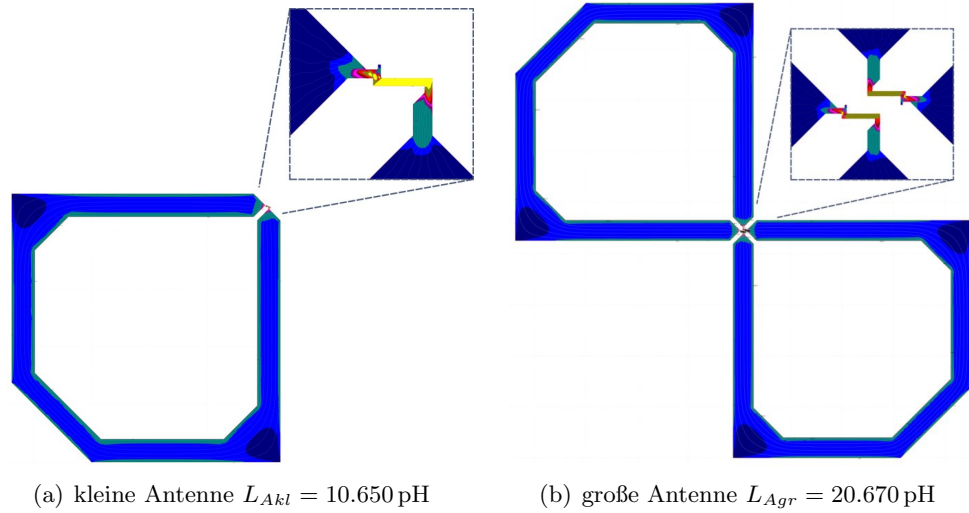 (a) kleine Antenne L_{Akl} = 10.650 pH
(b) große Antenne L_{Agr} = 20.670 pH